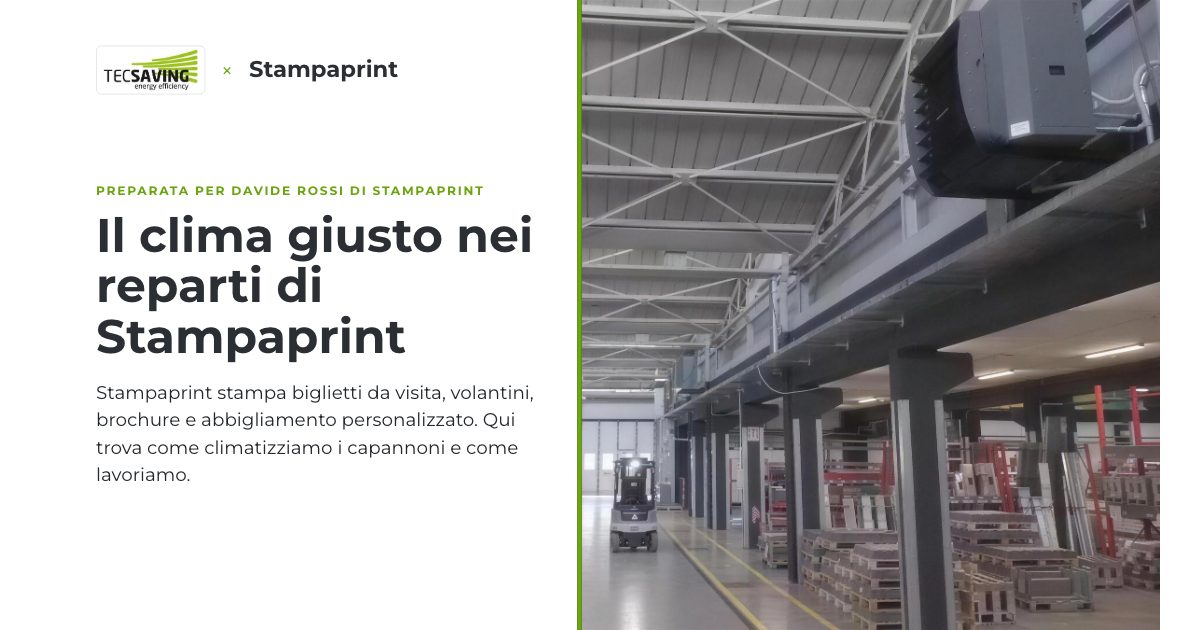 TECSAVING
energy efficiency
× Stampaprint
PREPARATA PER DAVIDE ROSSI DI STAMPAPRINT
Il clima giusto nei
reparti di
Stampaprint
Stampaprint stampa biglietti da visita, volantini,
brochure e abbigliamento personalizzato. Qui
trova come climatizziamo i capannoni e come
lavoriamo.